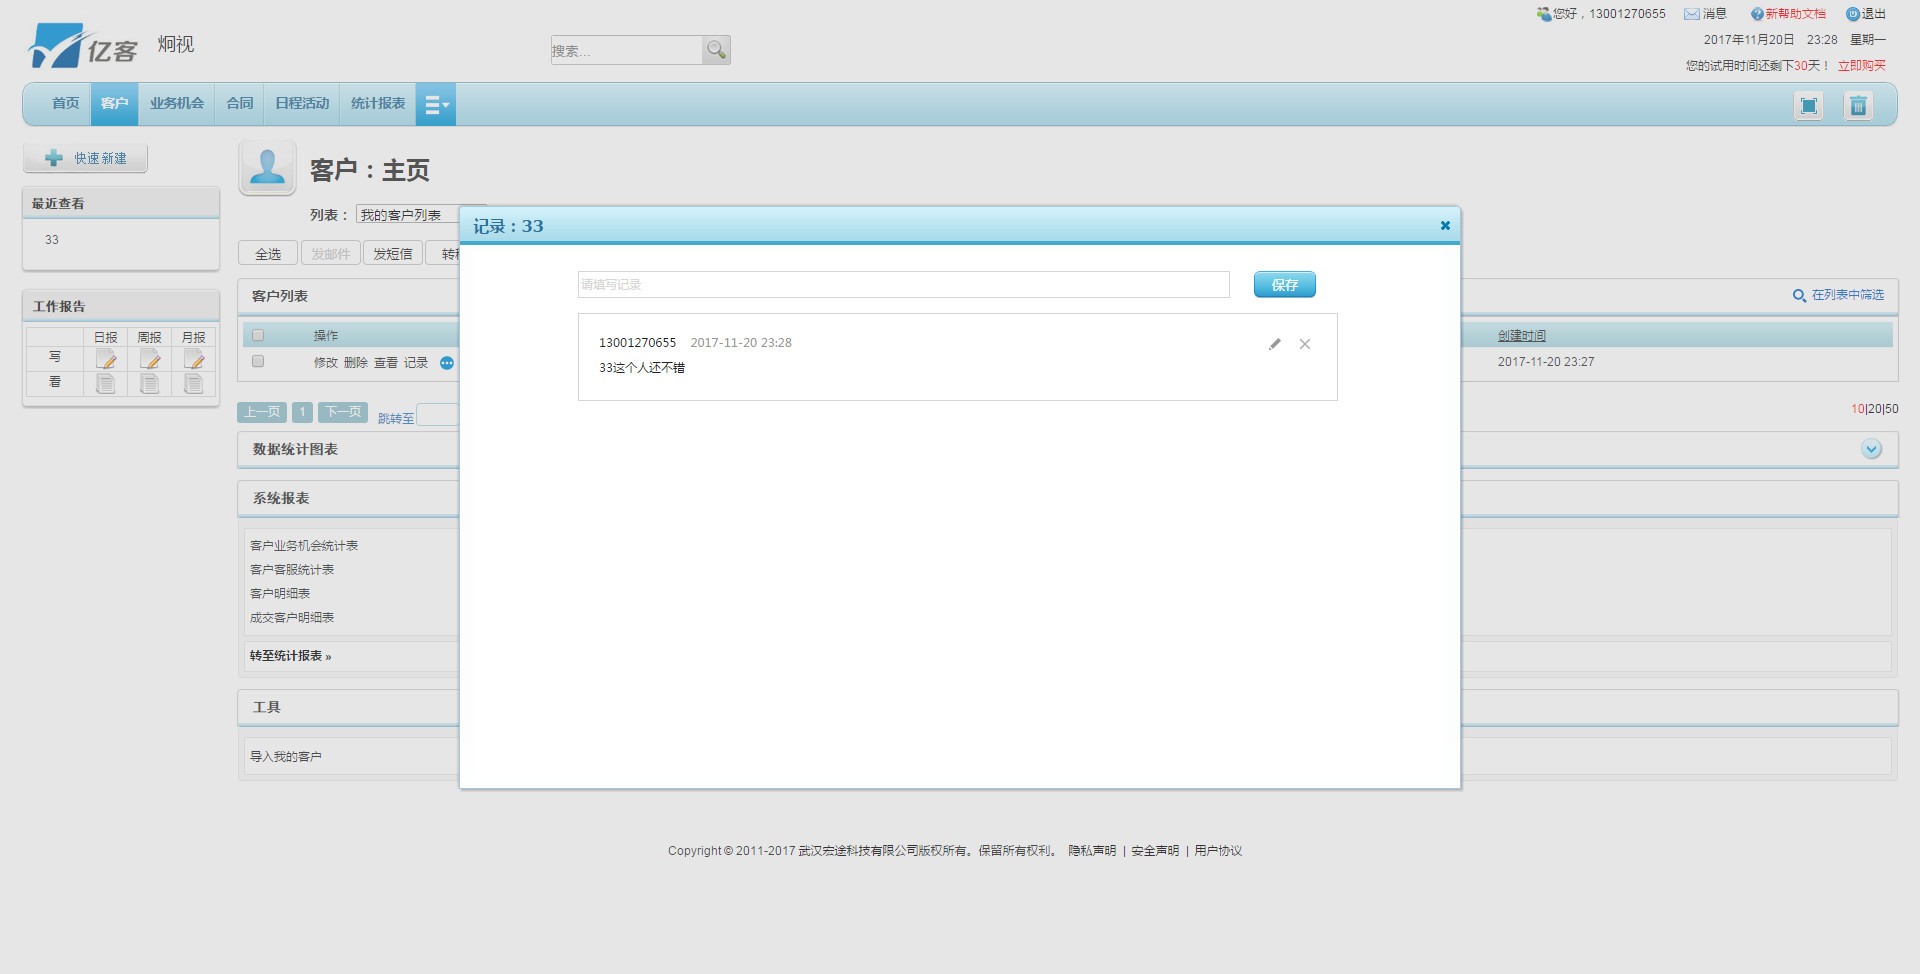 您好，13001270655 消息 新帮助文档 退出
亿客 炯视
搜索...
2017年11月20日 23:28 星期一
您的试用时间还剩下30天！ 立即购买
首页 客户 业务机会 合同 日程活动 统计报表
快速新建
客户：主页
最近查看
33
列表： 我的客户列表
全选 发邮件 发短信
工作报告
日报 周报 月报
写
看
客户列表
在列表中筛选
操作
创建时间
修改 删除 查看 记录
2017-11-20 23:27
上一页 1 下一页 跳转至
10|20|50
数据统计图表
系统报表
客户业务机会统计表
客户客服统计表
客户明细表
成交客户明细表
转至统计报表 »
工具
导入我的客户
记录：33
请填写记录
保存
13001270655 2017-11-20 23:28
33这个人还不错
Copyright © 2011-2017 武汉宏途科技有限公司版权所有。保留所有权利。 隐私声明 | 安全声明 | 用户协议